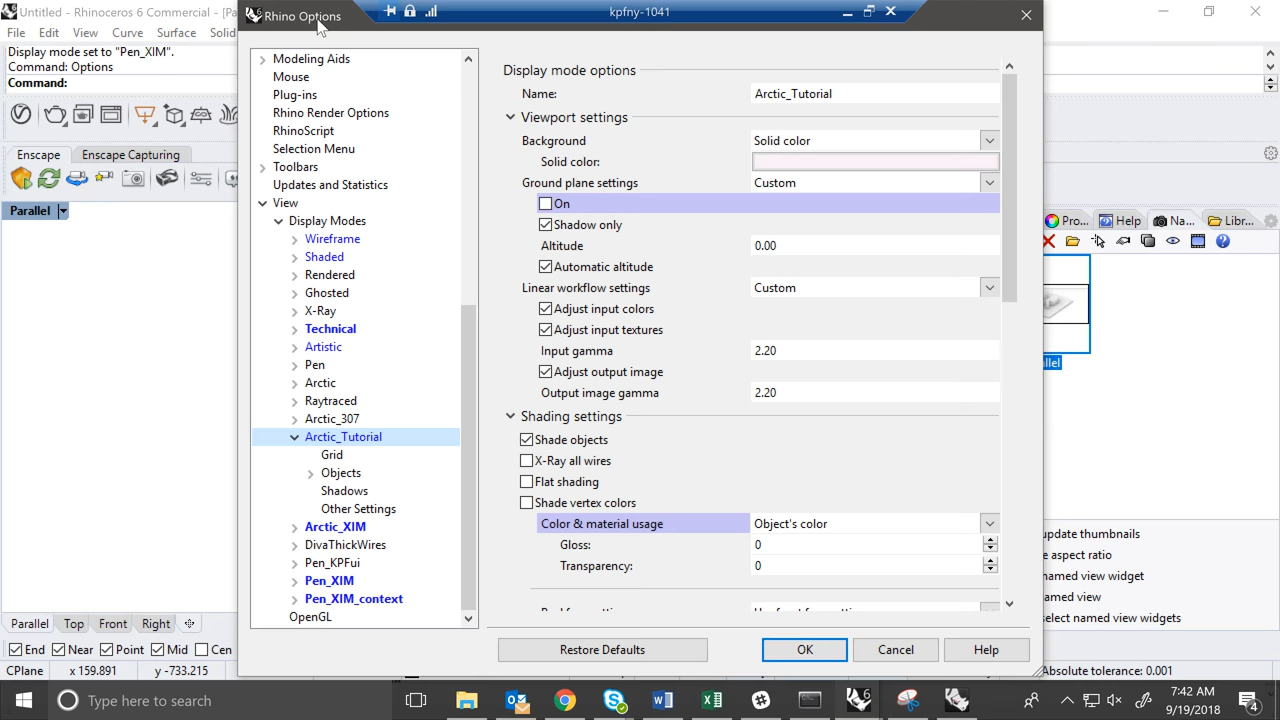 Untitled - Rhinoceros 6 Commercial - [Pa
Rhino Options
kpfny-1041
File Edit View Curve Surface Solid
Display mode set to "Pen_XIM".
Command: Options
Command:
Enscape Enscape Capturing
Parallel
Pro... Help Na... Libr...
Modeling Aids
Mouse
Plug-ins
Rhino Render Options
RhinoScript
Selection Menu
Toolbars
Updates and Statistics
View
Display Modes
Wireframe
Shaded
Rendered
Ghosted
X-Ray
Technical
Artistic
Pen
Arctic
Raytraced
Arctic_307
Arctic_Tutorial
Grid
Objects
Shadows
Other Settings
Arctic_XIM
DivaThickWires
Pen_KPFui
Pen_XIM
Pen_XIM_context
OpenGL
Display mode options
Name: Arctic_Tutorial
Viewport settings
Background Solid color
Solid color:
Ground plane settings Custom
On
Shadow only
Altitude 0.00
Automatic altitude
Linear workflow settings Custom
Adjust input colors
Adjust input textures
Input gamma 2.20
Adjust output image
Output image gamma 2.20
Shading settings
Shade objects
X-Ray all wires
Flat shading
Shade vertex colors
Color & material usage Object's color
Gloss: 0
Transparency: 0
Restore Defaults OK Cancel Help
llel
update thumbnails
e aspect ratio
named view widget
amed view
select named view widgets
Parallel Top Front Right
End Near Point Mid Cen
CPlane x 159.891 y -733.215
Absolute tolerance: 0.001
Type here to search
7:42 AM
9/19/2018
4